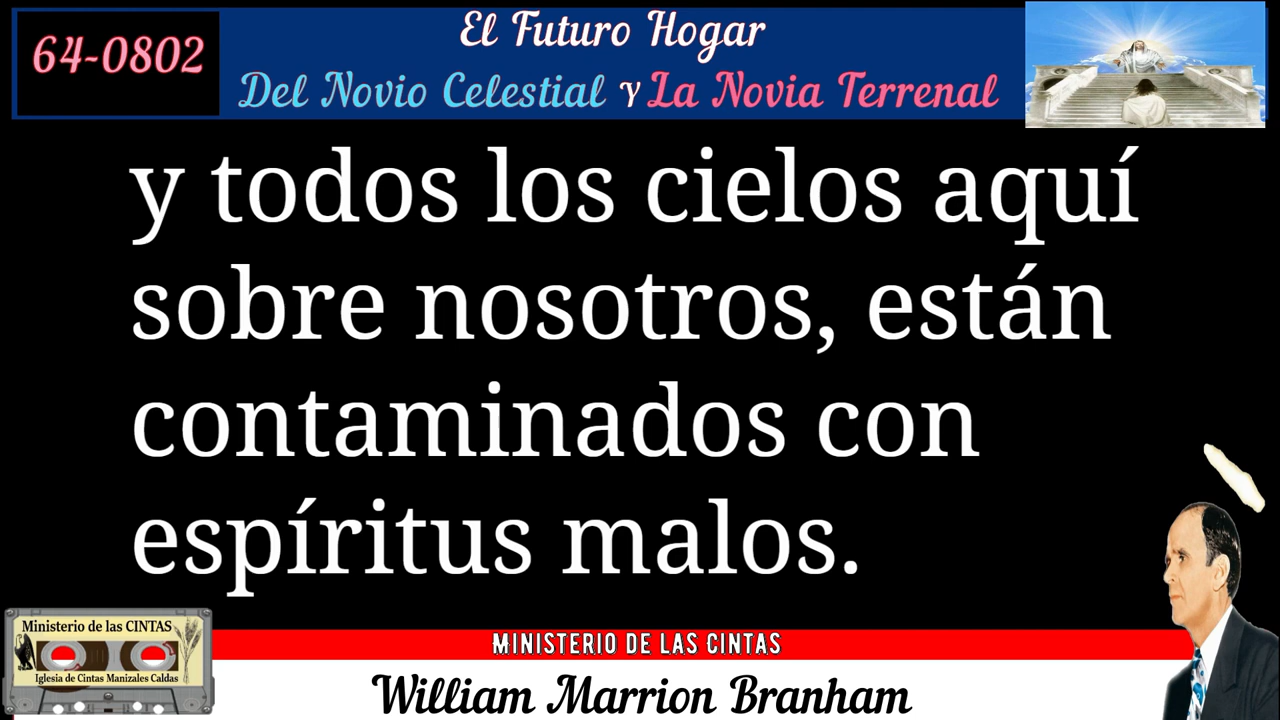 64-0802
El Futuro Hogar
Del Novio Celestial Y La Novia Terrenal
y todos los cielos aquí
sobre nosotros, están
contaminados con
espíritus malos.
Ministerio de las CINTAS
Iglesia de Cintas Manizales Caldas
MINISTERIO DE LAS CINTAS
William Marrion Branham